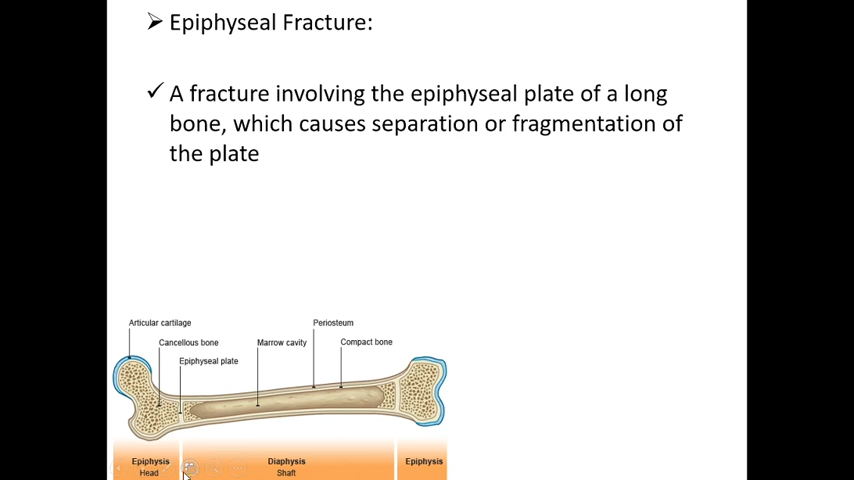 ➢ Epiphyseal Fracture:
✓ A fracture involving the epiphyseal plate of a long
bone, which causes separation or fragmentation of
the plate
Articular cartilage
Periosteum
Cancellous bone
Marrow cavity
Compact bone
Epiphyseal plate
Epiphysis
Diaphysis
Epiphysis
Head
Shaft